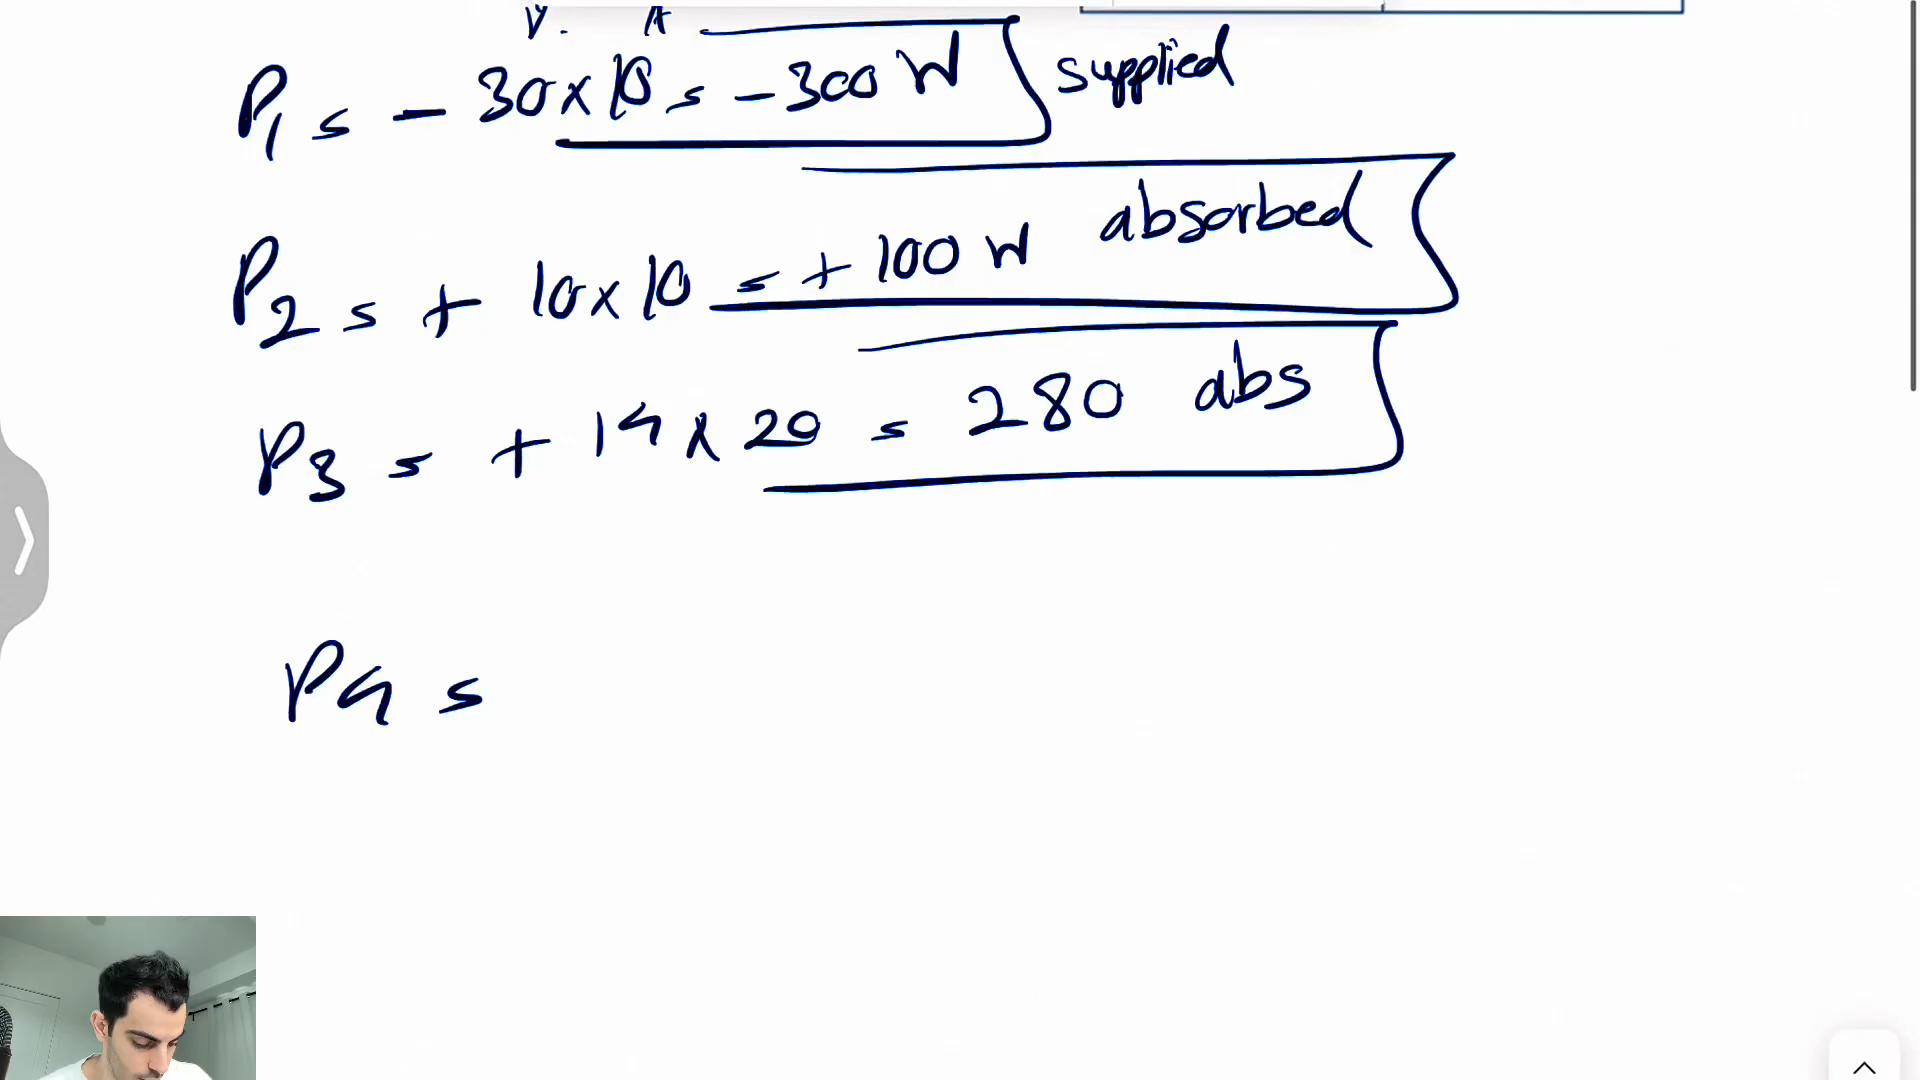 V. A
P1 = - 30 x 10 = - 300 W supplied
P2 = + 10 x 10 = + 100 W absorbed
P3 = + 14 x 20 = 280 abs
P4 =